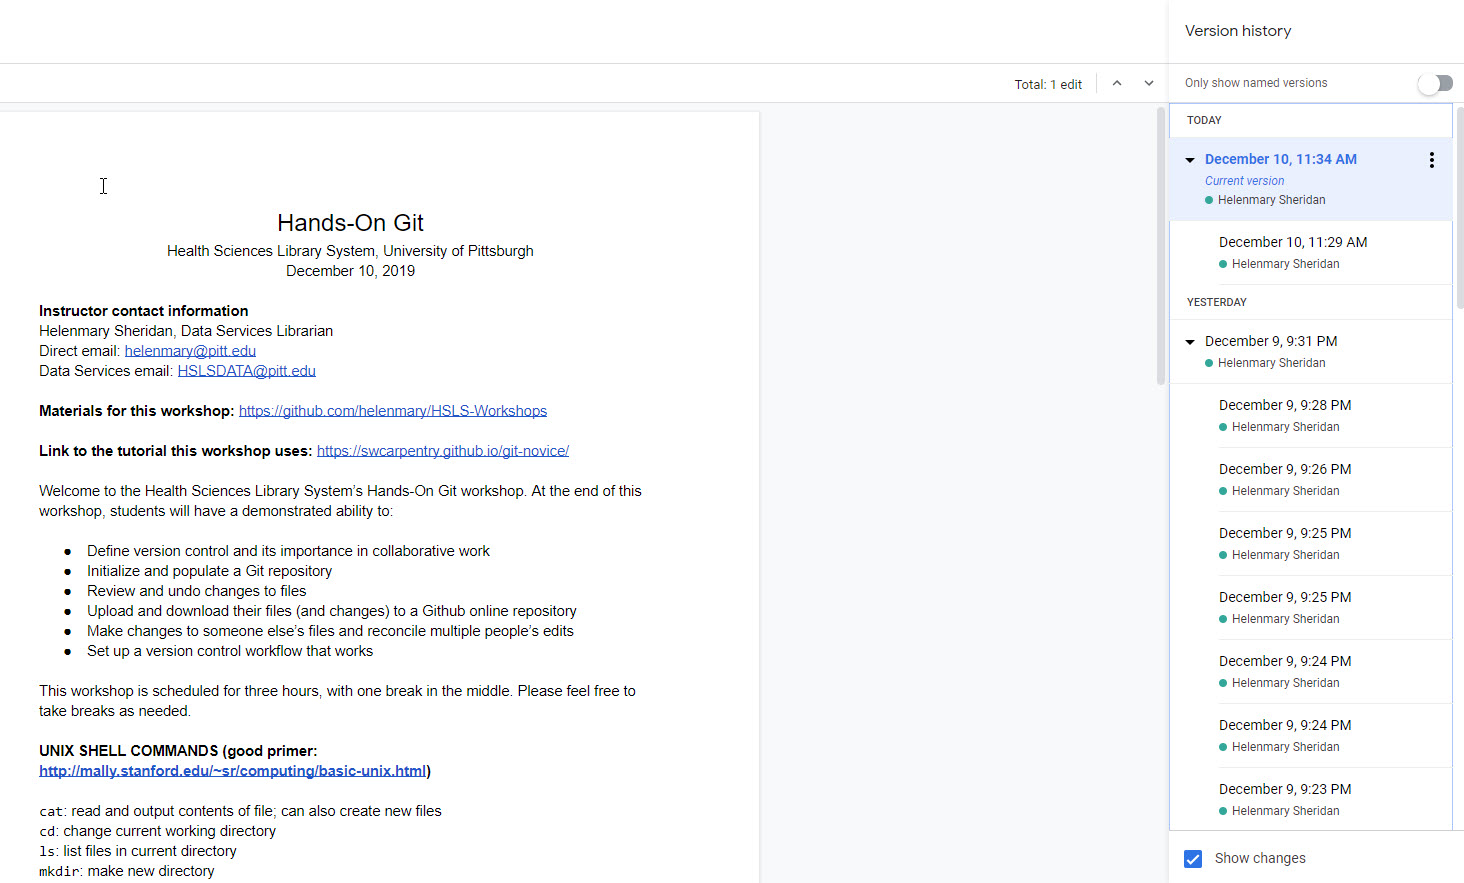 Version history
Total: 1 edit
Only show named versions
Hands-On Git
Health Sciences Library System, University of Pittsburgh
December 10, 2019
Instructor contact information
Helenmary Sheridan, Data Services Librarian
Direct email: helenmary@pitt.edu
Data Services email: HSLSDATA@pitt.edu
Materials for this workshop: https://github.com/helenmary/HSLS-Workshops
Link to the tutorial this workshop uses: https://swcarpentry.github.io/git-novice/
Welcome to the Health Sciences Library System’s Hands-On Git workshop. At the end of this
workshop, students will have a demonstrated ability to:
● Define version control and its importance in collaborative work
● Initialize and populate a Git repository
● Review and undo changes to files
● Upload and download their files (and changes) to a Github online repository
● Make changes to someone else’s files and reconcile multiple people’s edits
● Set up a version control workflow that works
This workshop is scheduled for three hours, with one break in the middle. Please feel free to
take breaks as needed.
UNIX SHELL COMMANDS (good primer:
http://mally.stanford.edu/~sr/computing/basic-unix.html)
cat: read and output contents of file; can also create new files
cd: change current working directory
ls: list files in current directory
mkdir: make new directory
TODAY
December 10, 11:34 AM
Current version
Helenmary Sheridan
December 10, 11:29 AM
Helenmary Sheridan
YESTERDAY
December 9, 9:31 PM
Helenmary Sheridan
December 9, 9:28 PM
Helenmary Sheridan
December 9, 9:26 PM
Helenmary Sheridan
December 9, 9:25 PM
Helenmary Sheridan
December 9, 9:25 PM
Helenmary Sheridan
December 9, 9:24 PM
Helenmary Sheridan
December 9, 9:24 PM
Helenmary Sheridan
December 9, 9:23 PM
Helenmary Sheridan
Show changes